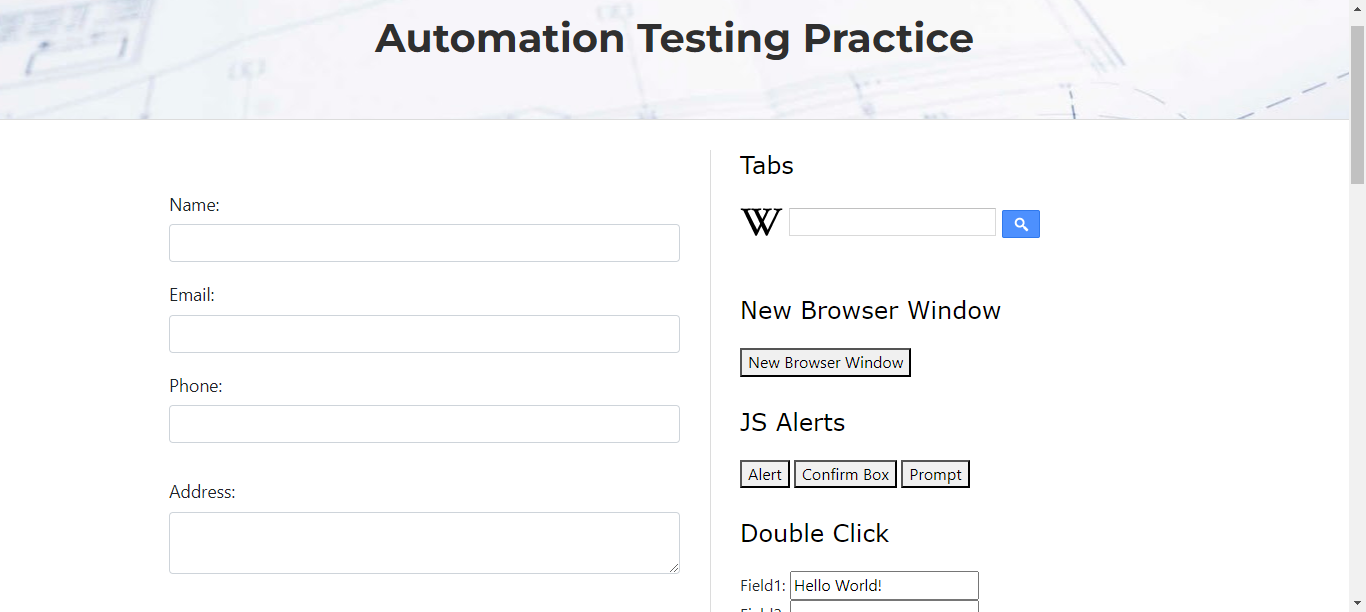 Automation Testing Practice
Name:
Email:
Phone:
Address:
Tabs
W
New Browser Window
New Browser Window
JS Alerts
Alert Confirm Box Prompt
Double Click
Field1: Hello World!